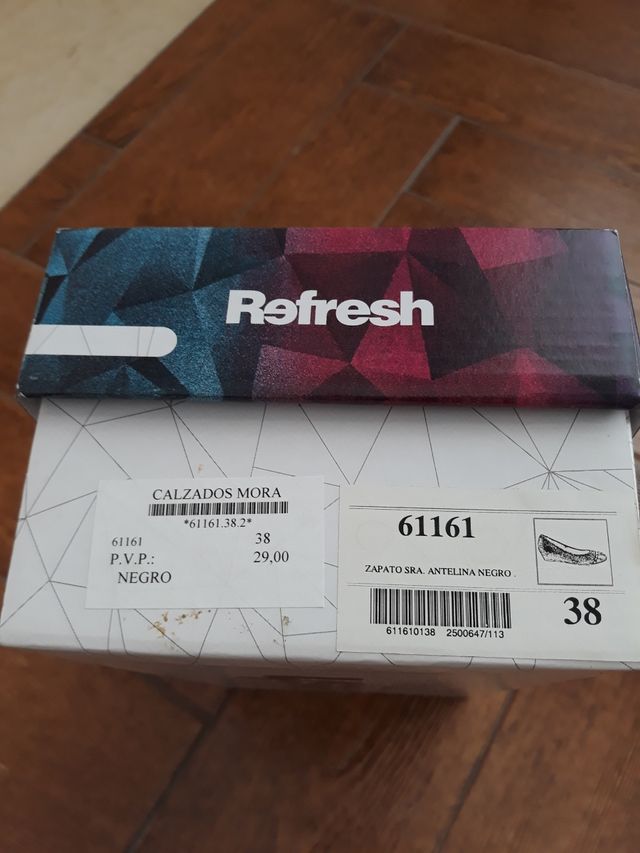 Refresh
CALZADOS MORA
*61161.38.2*
61161 38
P.V.P.: 29,00
NEGRO
61161
ZAPATO SRA. ANTELINA NEGRO .
38
611610138 2500647/113